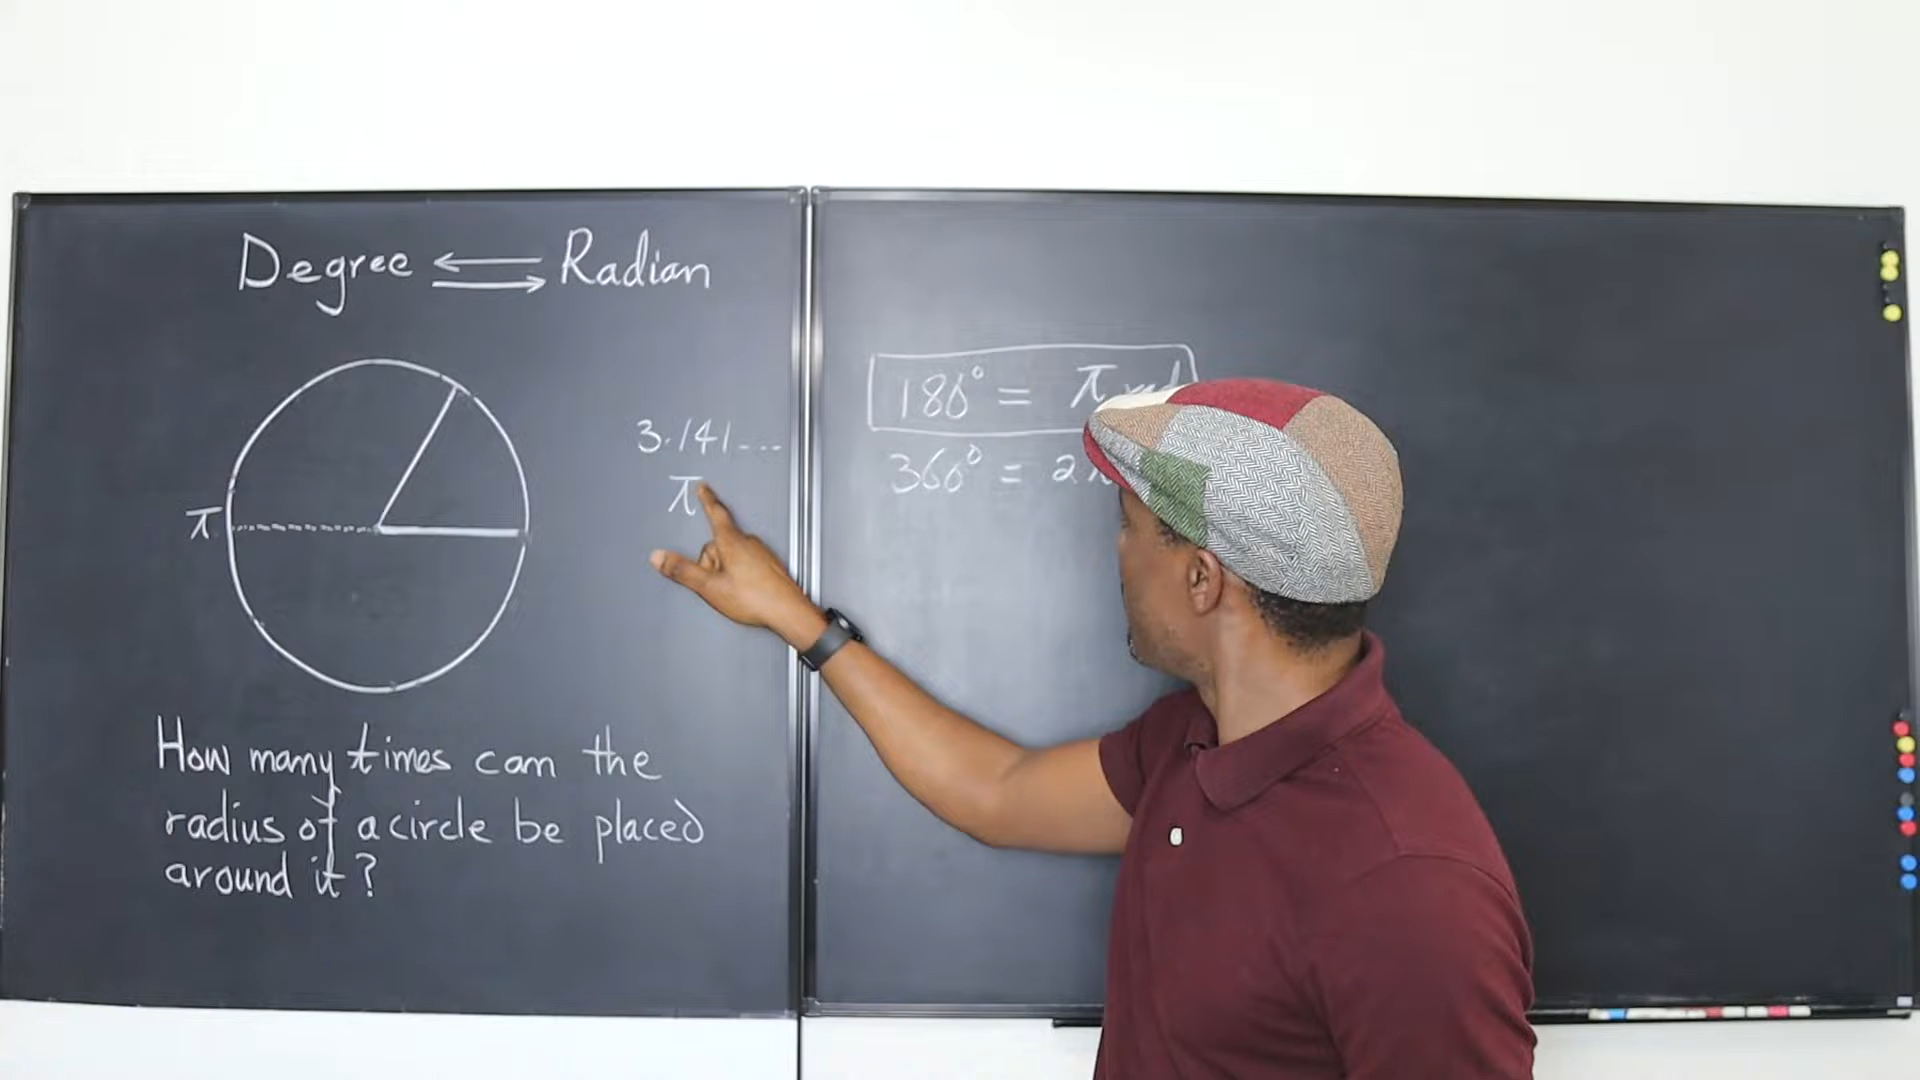 Degree ⇄ Radian
π
3.141...
π
How many times can the
radius of a circle be placed
around it?
180° = π rad
360° = 2π